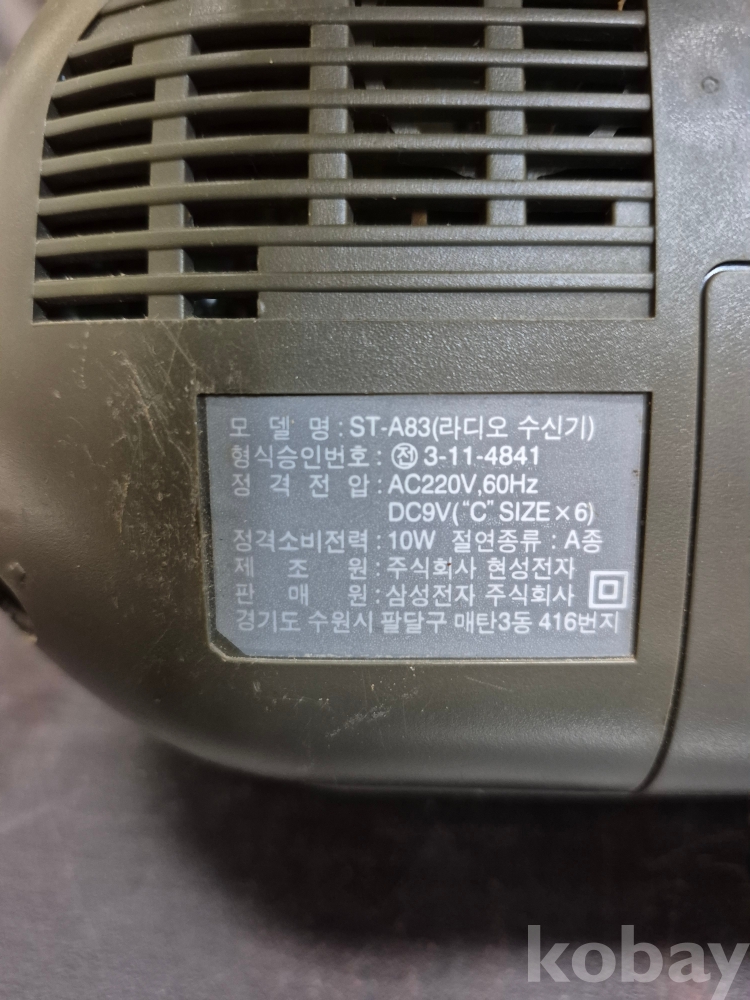 모 델 명 : ST-A83(라디오 수신기)
형식승인번호 : ㉠전 3-11-4841
정 격 전 압 : AC220V,60Hz
DC9V("C" SIZE×6)
정격소비전력 : 10W 절연종류 : A종
제 조 원 : 주식회사 현성전자
판 매 원 : 삼성전자 주식회사
경기도 수원시 팔달구 매탄3동 416번지
kobay